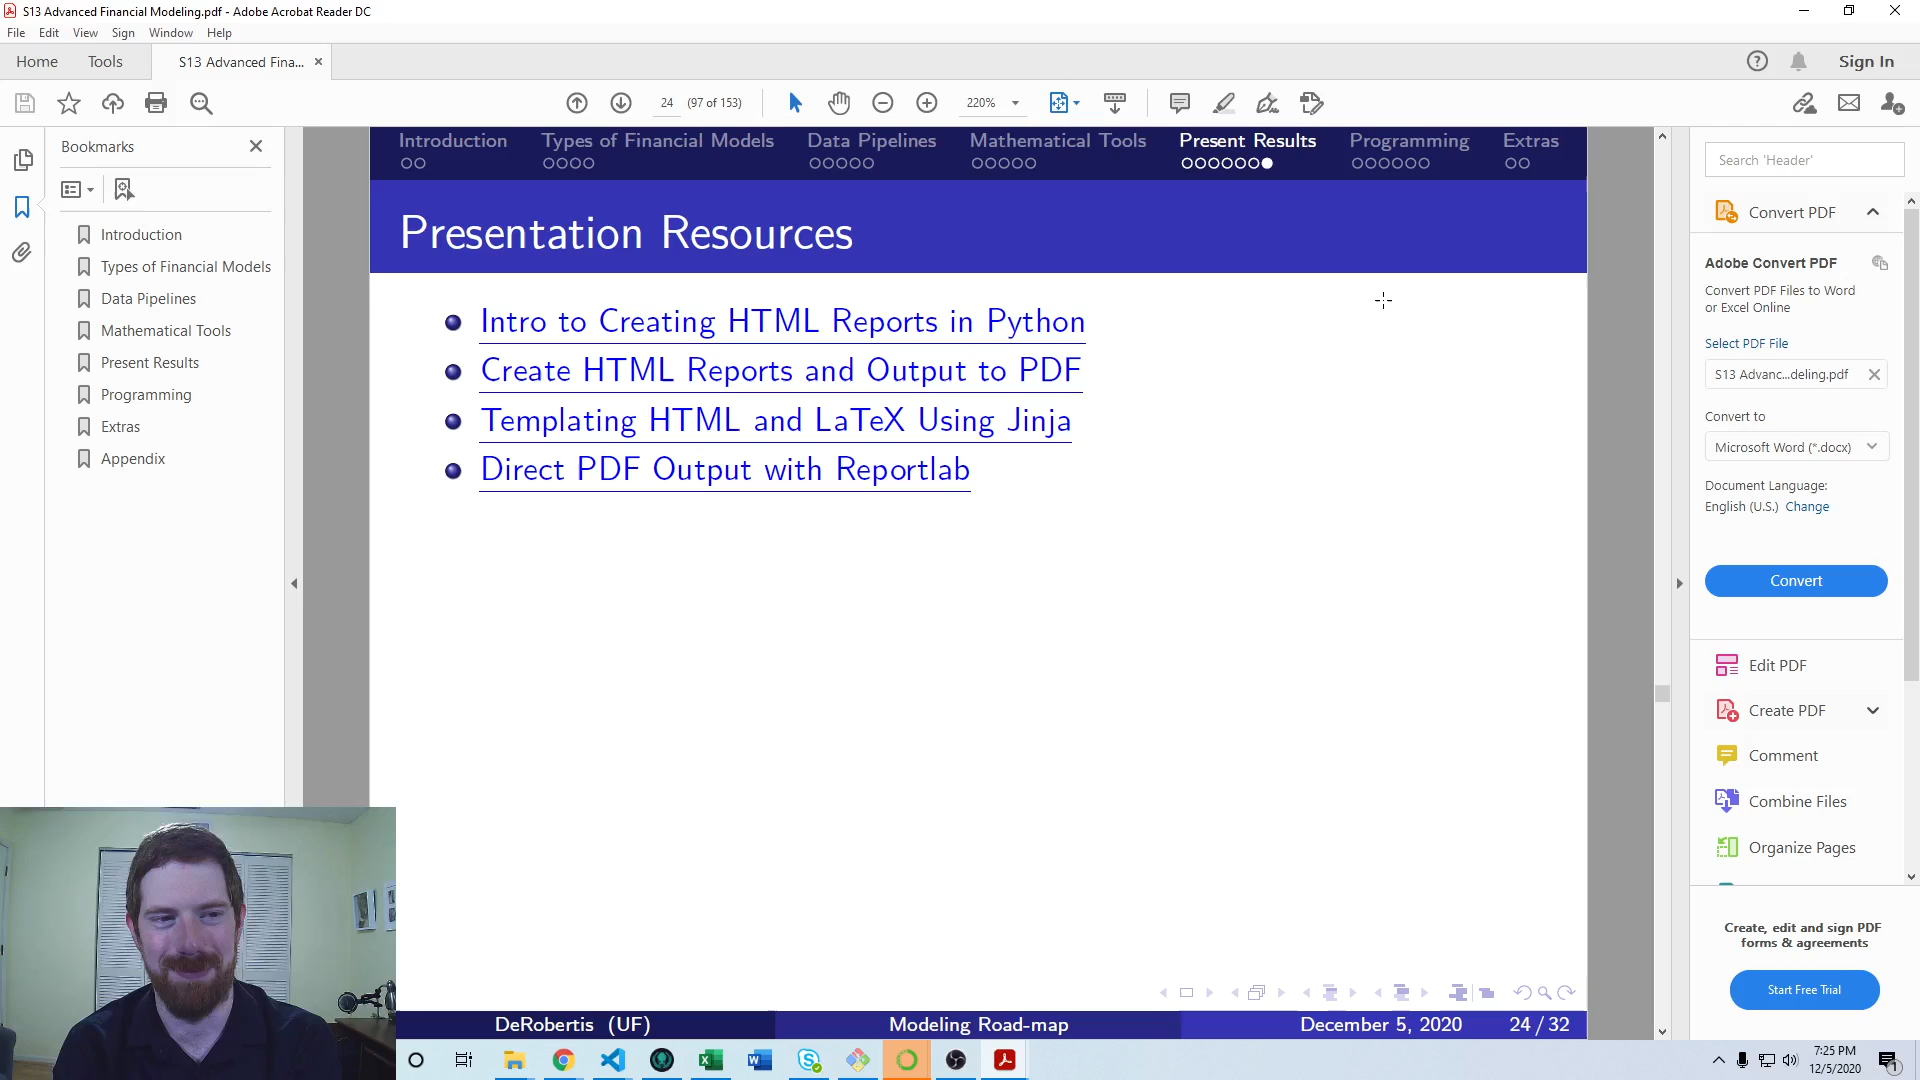 S13 Advanced Financial Modeling.pdf - Adobe Acrobat Reader DC
File Edit View Sign Window Help
Home Tools S13 Advanced Fina... Sign In
24 (97 of 153) 220%
Bookmarks
Introduction
Types of Financial Models
Data Pipelines
Mathematical Tools
Present Results
Programming
Extras
Appendix
Introduction Types of Financial Models Data Pipelines Mathematical Tools Present Results Programming Extras
Presentation Resources
Intro to Creating HTML Reports in Python
Create HTML Reports and Output to PDF
Templating HTML and LaTeX Using Jinja
Direct PDF Output with Reportlab
DeRobertis (UF) Modeling Road-map December 5, 2020 24 / 32
Search 'Header'
Convert PDF
Adobe Convert PDF
Convert PDF Files to Word
or Excel Online
Select PDF File
S13 Advanc...deling.pdf
Convert to
Microsoft Word (*.docx)
Document Language:
English (U.S.) Change
Convert
Edit PDF
Create PDF
Comment
Combine Files
Organize Pages
Create, edit and sign PDF
forms & agreements
Start Free Trial
7:25 PM
12/5/2020
1